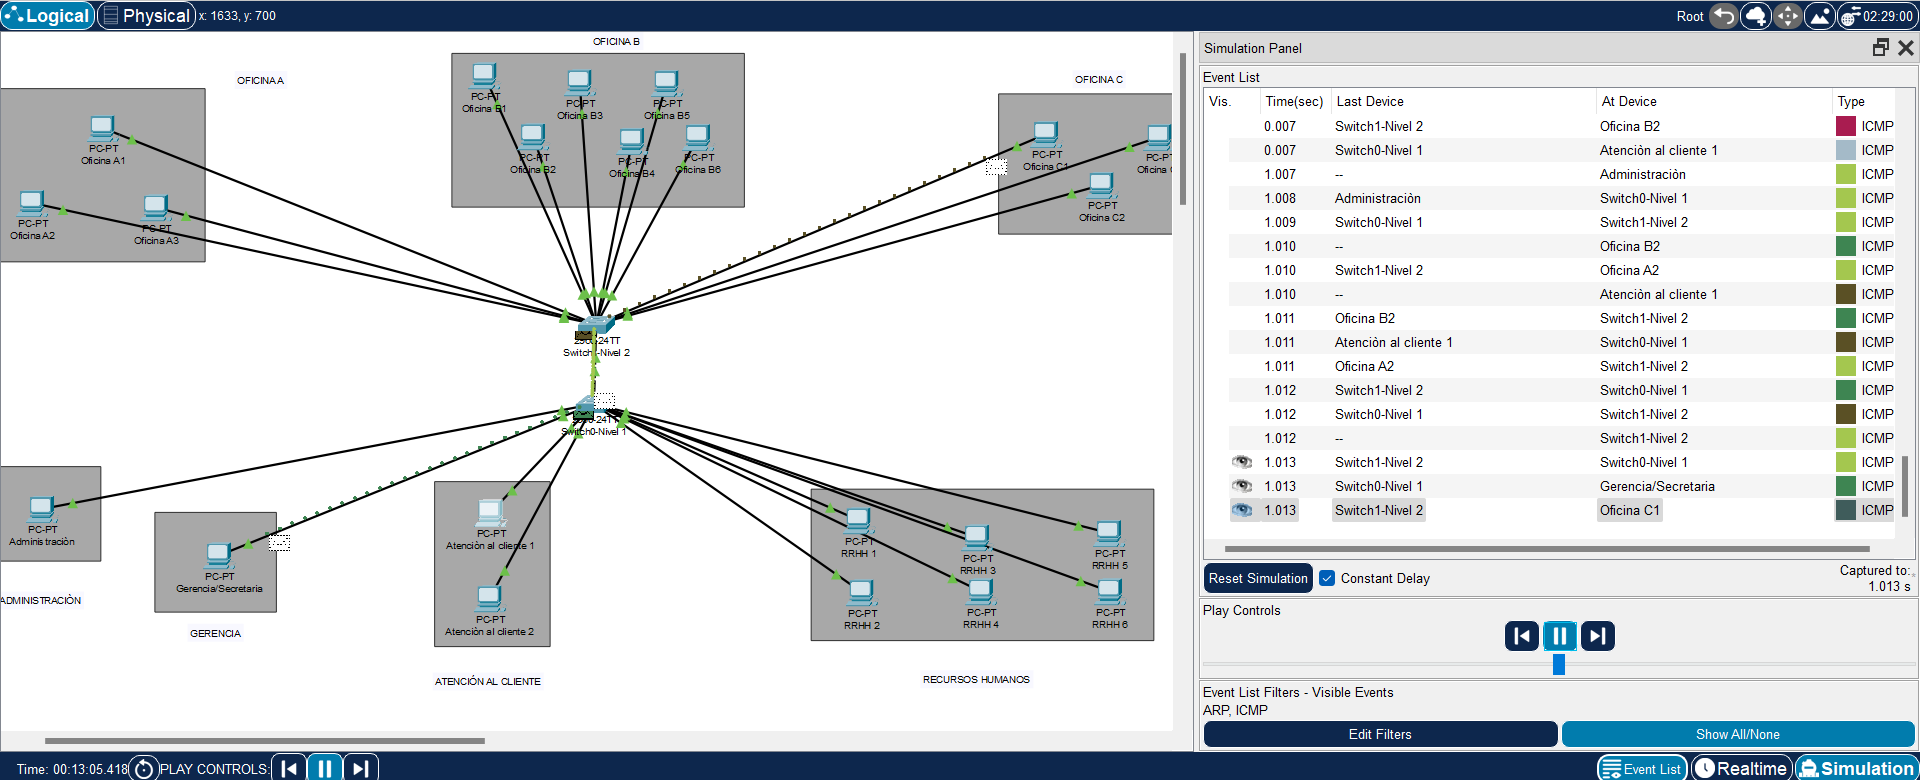 Logical
Physical
x: 1633, y: 700
Root
02:29:00
OFICINA B
OFICINA A
OFICINA C
PC-PT
Oficina B1
PC-PT
Oficina B3
PC-PT
Oficina B5
PC-PT
Oficina A1
PC-PT
Oficina B2
PC-PT
Oficina B4
PC-PT
Oficina B6
PC-PT
Oficina C1
PC-PT
Oficina C2
PC-PT
Oficina A2
PC-PT
Oficina A3
Switch1-Nivel 2
Switch0-Nivel 1
PC-PT
Administraciòn
ADMINISTRACIÒN
PC-PT
Gerencia/Secretaria
GERENCIA
PC-PT
Atenciòn al cliente 1
PC-PT
Atenciòn al cliente 2
ATENCIÓN AL CLIENTE
PC-PT
RRHH 1
PC-PT
RRHH 3
PC-PT
RRHH 5
PC-PT
RRHH 2
PC-PT
RRHH 4
PC-PT
RRHH 6
RECURSOS HUMANOS
Simulation Panel
Event List
Vis. Time(sec) Last Device At Device Type
0.007 Switch1-Nivel 2 Oficina B2 ICMP
0.007 Switch0-Nivel 1 Atenciòn al cliente 1 ICMP
1.007 -- Administraciòn ICMP
1.008 Administraciòn Switch0-Nivel 1 ICMP
1.009 Switch0-Nivel 1 Switch1-Nivel 2 ICMP
1.010 -- Oficina B2 ICMP
1.010 Switch1-Nivel 2 Oficina A2 ICMP
1.010 -- Atenciòn al cliente 1 ICMP
1.011 Oficina B2 Switch1-Nivel 2 ICMP
1.011 Atenciòn al cliente 1 Switch0-Nivel 1 ICMP
1.011 Oficina A2 Switch1-Nivel 2 ICMP
1.012 Switch1-Nivel 2 Switch0-Nivel 1 ICMP
1.012 Switch0-Nivel 1 Switch1-Nivel 2 ICMP
1.012 -- Switch1-Nivel 2 ICMP
1.013 Switch1-Nivel 2 Switch0-Nivel 1 ICMP
1.013 Switch0-Nivel 1 Gerencia/Secretaria ICMP
1.013 Switch1-Nivel 2 Oficina C1 ICMP
Reset Simulation
Constant Delay
Captured to:
1.013 s
Play Controls
Event List Filters - Visible Events
ARP, ICMP
Edit Filters
Show All/None
Time: 00:13:05.418
PLAY CONTROLS:
Event List
Realtime
Simulation